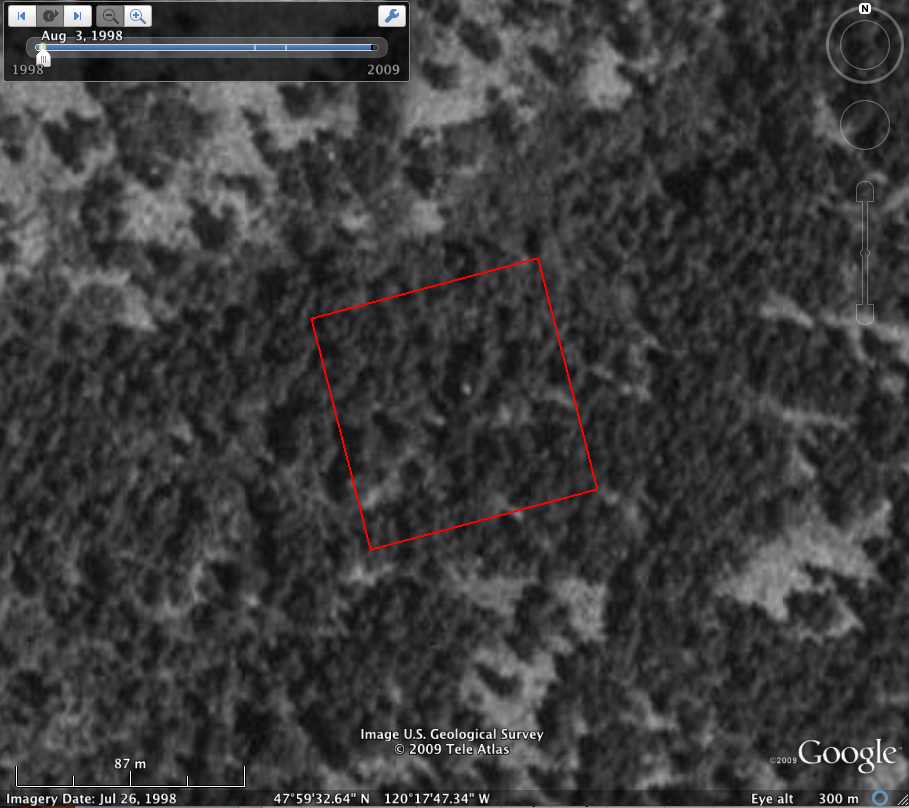 Aug 3, 1998
1998
2009
N
87 m
Image U.S. Geological Survey
© 2009 Tele Atlas
©2009 Google
Imagery Date: Jul 26, 1998
47°59'32.64" N 120°17'47.34" W
Eye alt 300 m